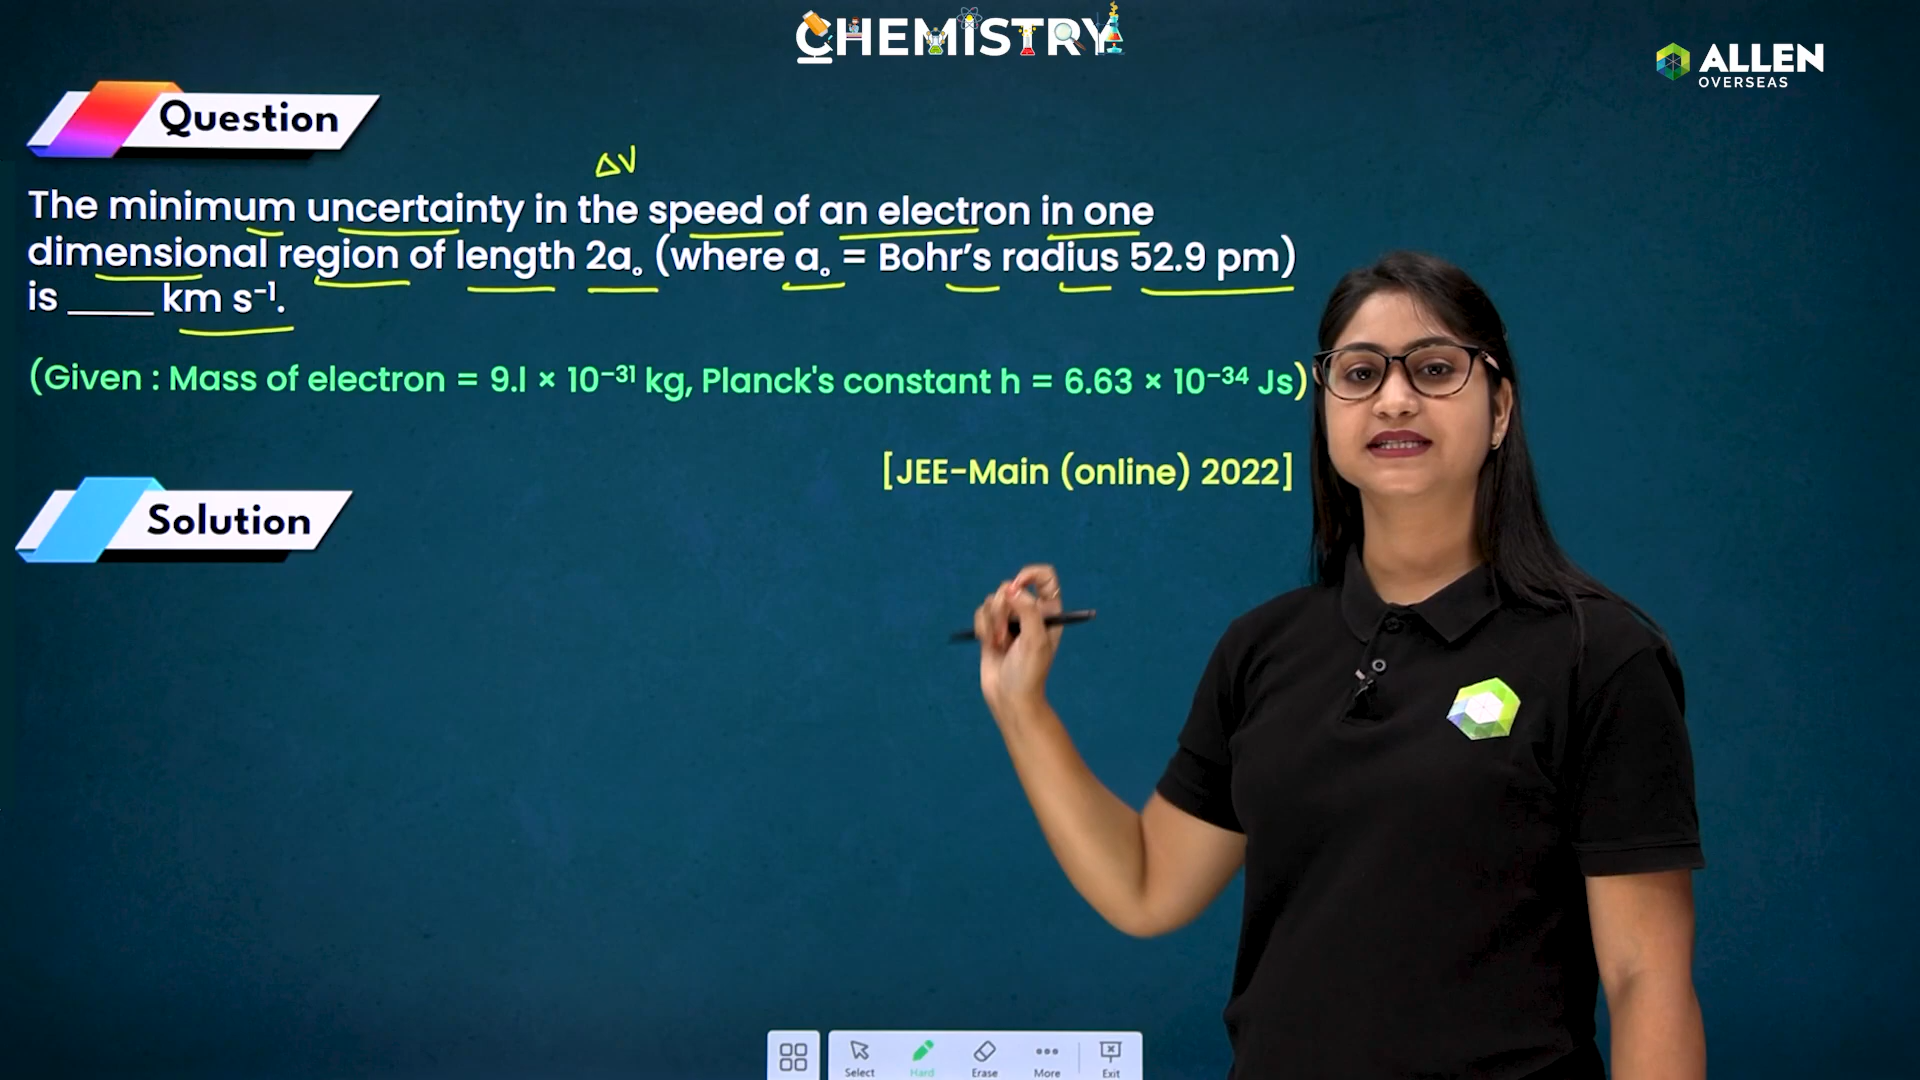 CHEMISTRY
ALLEN
OVERSEAS
Question
ΔV
The minimum uncertainty in the speed of an electron in one
dimensional region of length 2a₀ (where a₀ = Bohr's radius 52.9 pm)
is _____ km s⁻¹.
(Given : Mass of electron = 9.1 × 10⁻³¹ kg, Planck's constant h = 6.63 × 10⁻³⁴ Js)
[JEE-Main (online) 2022]
Solution
Select
Hard
Erase
More
Exit